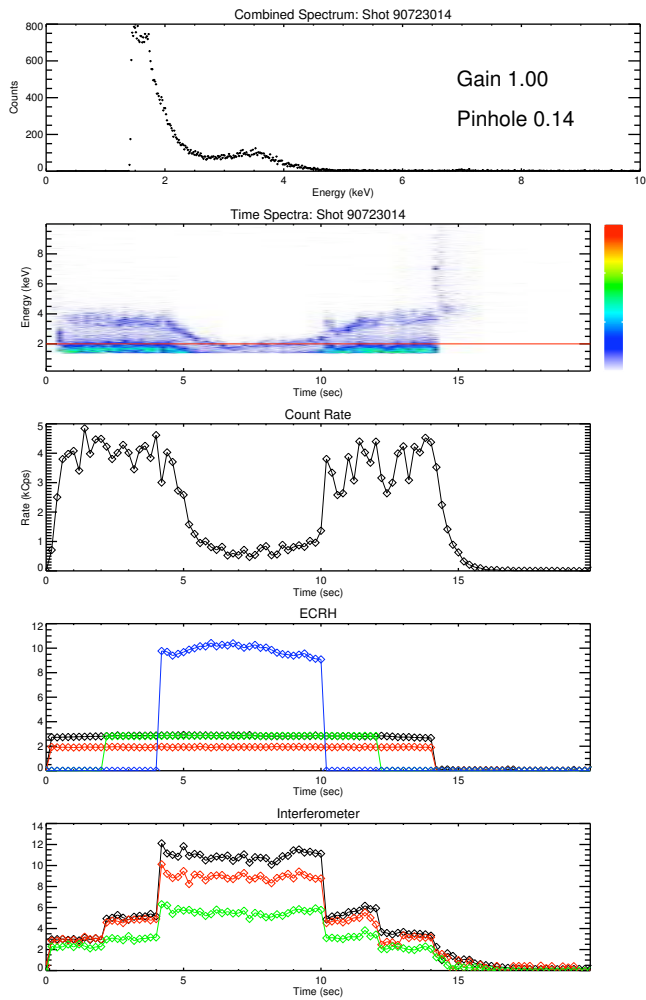 Combined Spectrum: Shot 90723014
800
600
400
200
0
Counts
Gain 1.00
Pinhole 0.14
0 2 4 6 8 10
Energy (keV)
Time Spectra: Shot 90723014
8
6
4
2
0
Energy (keV)
0 5 10 15
Time (sec)
Count Rate
5
4
3
2
1
0
Rate (kCps)
0 5 10 15
Time (sec)
ECRH
12
10
8
6
4
2
0
0 5 10 15
Time (sec)
Interferometer
14
12
10
8
6
4
2
0
0 5 10 15
Time (sec)